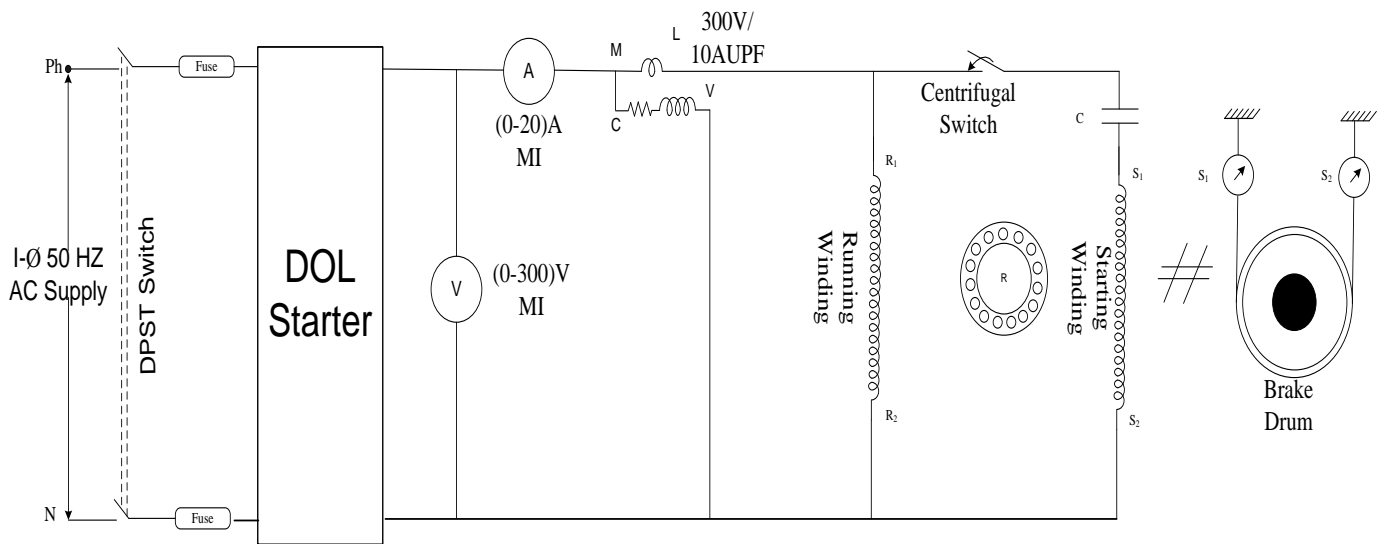 Ph
Fuse
DPST Switch
I-Ø 50 HZ
AC Supply
N
Fuse
DOL
Starter
A
(0-20)A
MI
V
(0-300)V
MI
M
L
300V/
10AUPF
C
V
Centrifugal
Switch
C
R₁
Running
Winding
R₂
R
S₁
Starting
Winding
S₂
S₁
S₂
Brake
Drum